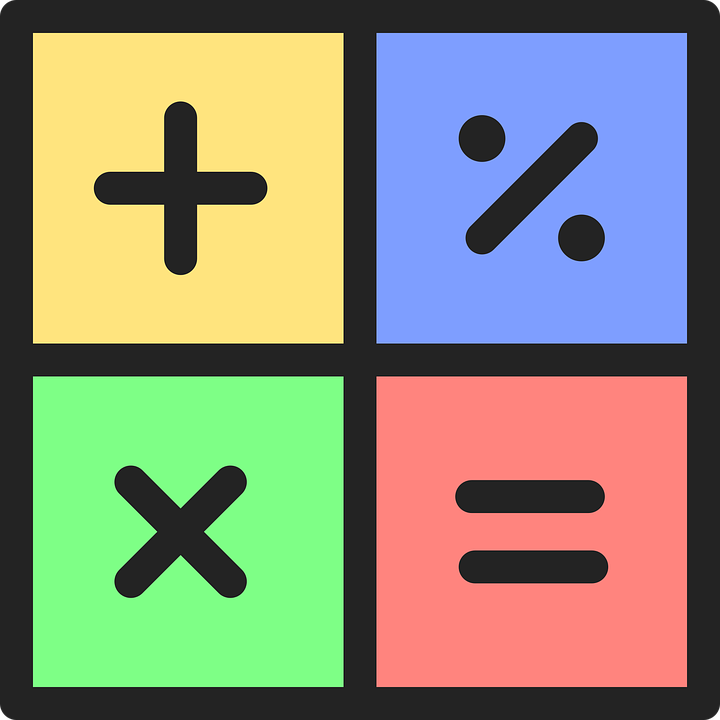 + %
× =